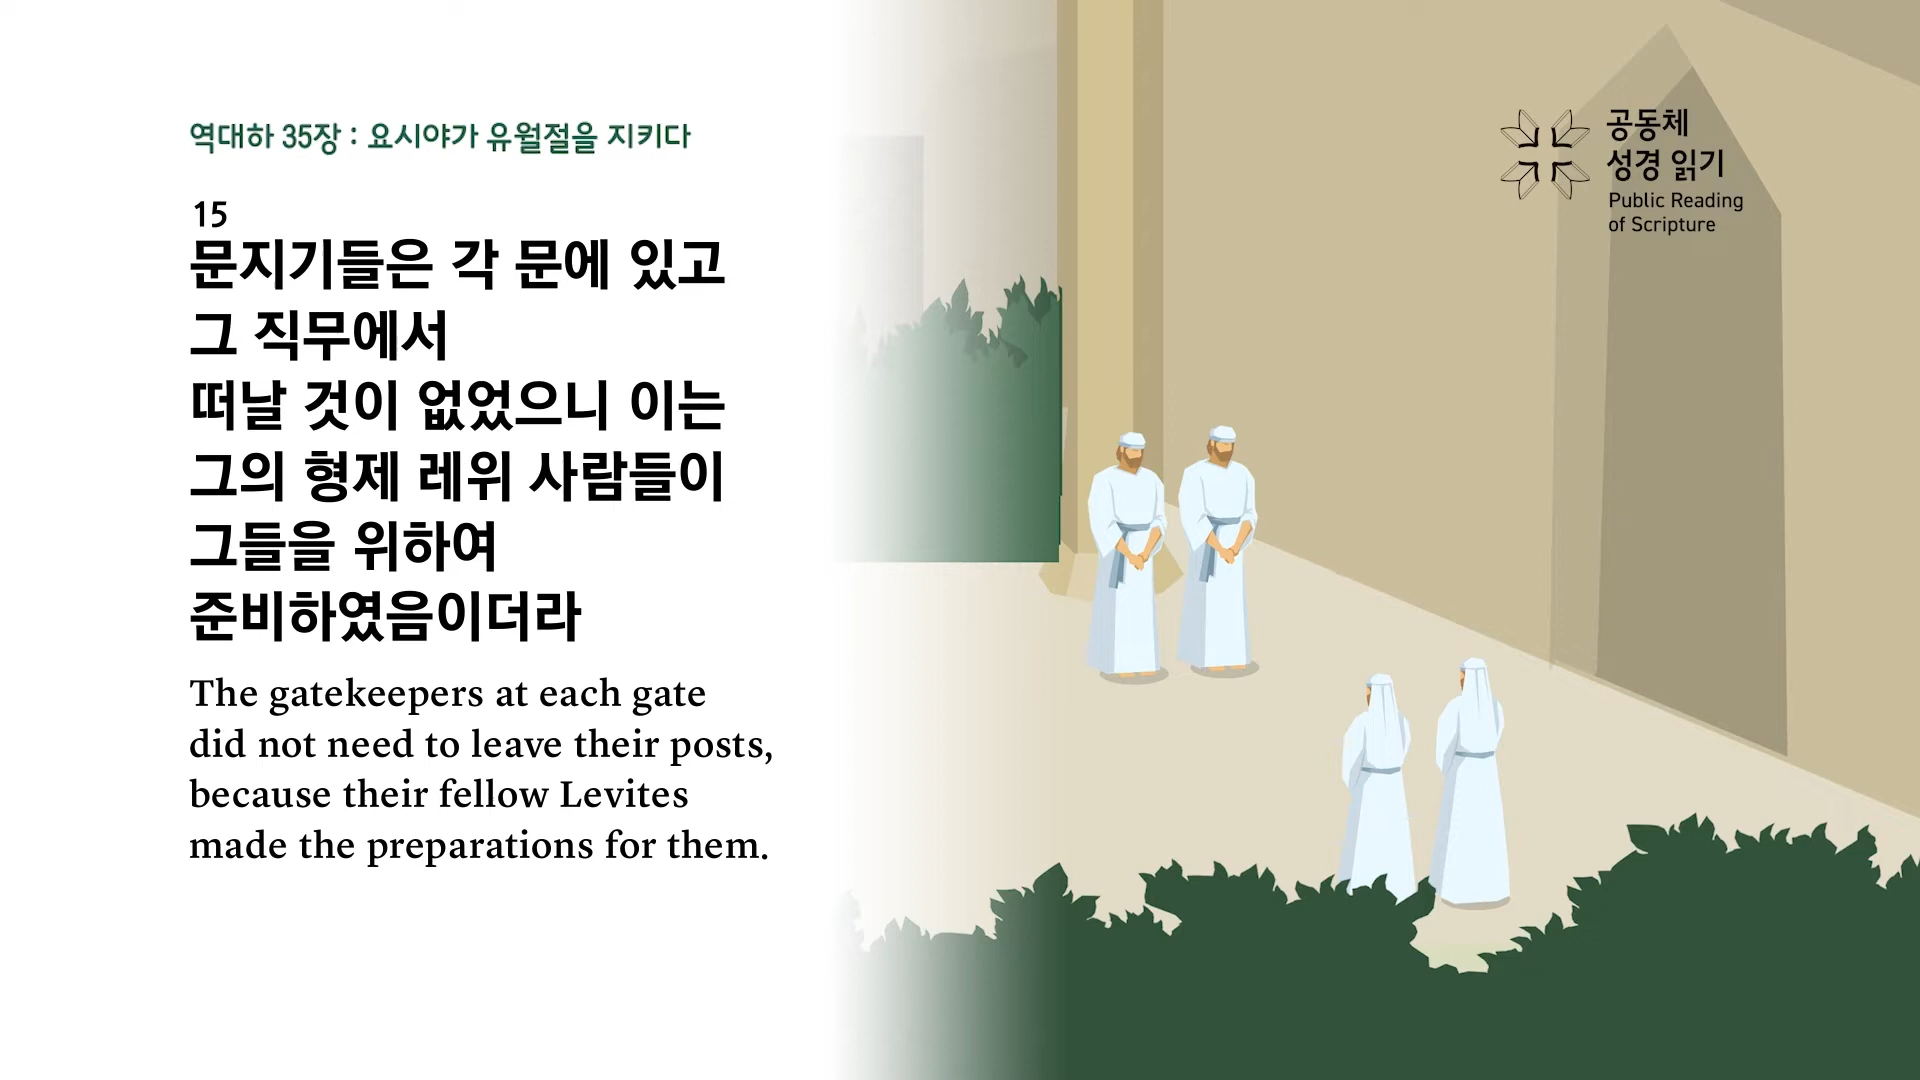 역대하 35장 : 요시야가 유월절을 지키다
15
문지기들은 각 문에 있고
그 직무에서
떠날 것이 없었으니 이는
그의 형제 레위 사람들이
그들을 위하여
준비하였음이더라
The gatekeepers at each gate
did not need to leave their posts,
because their fellow Levites
made the preparations for them.
공동체
성경 읽기
Public Reading
of Scripture